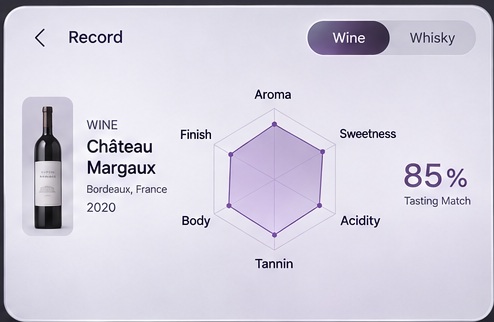 Record
Wine
Whisky
WINE
Château
Margaux
Bordeaux, France
2020
Aroma
Sweetness
Acidity
Tannin
Body
Finish
85%
Tasting Match